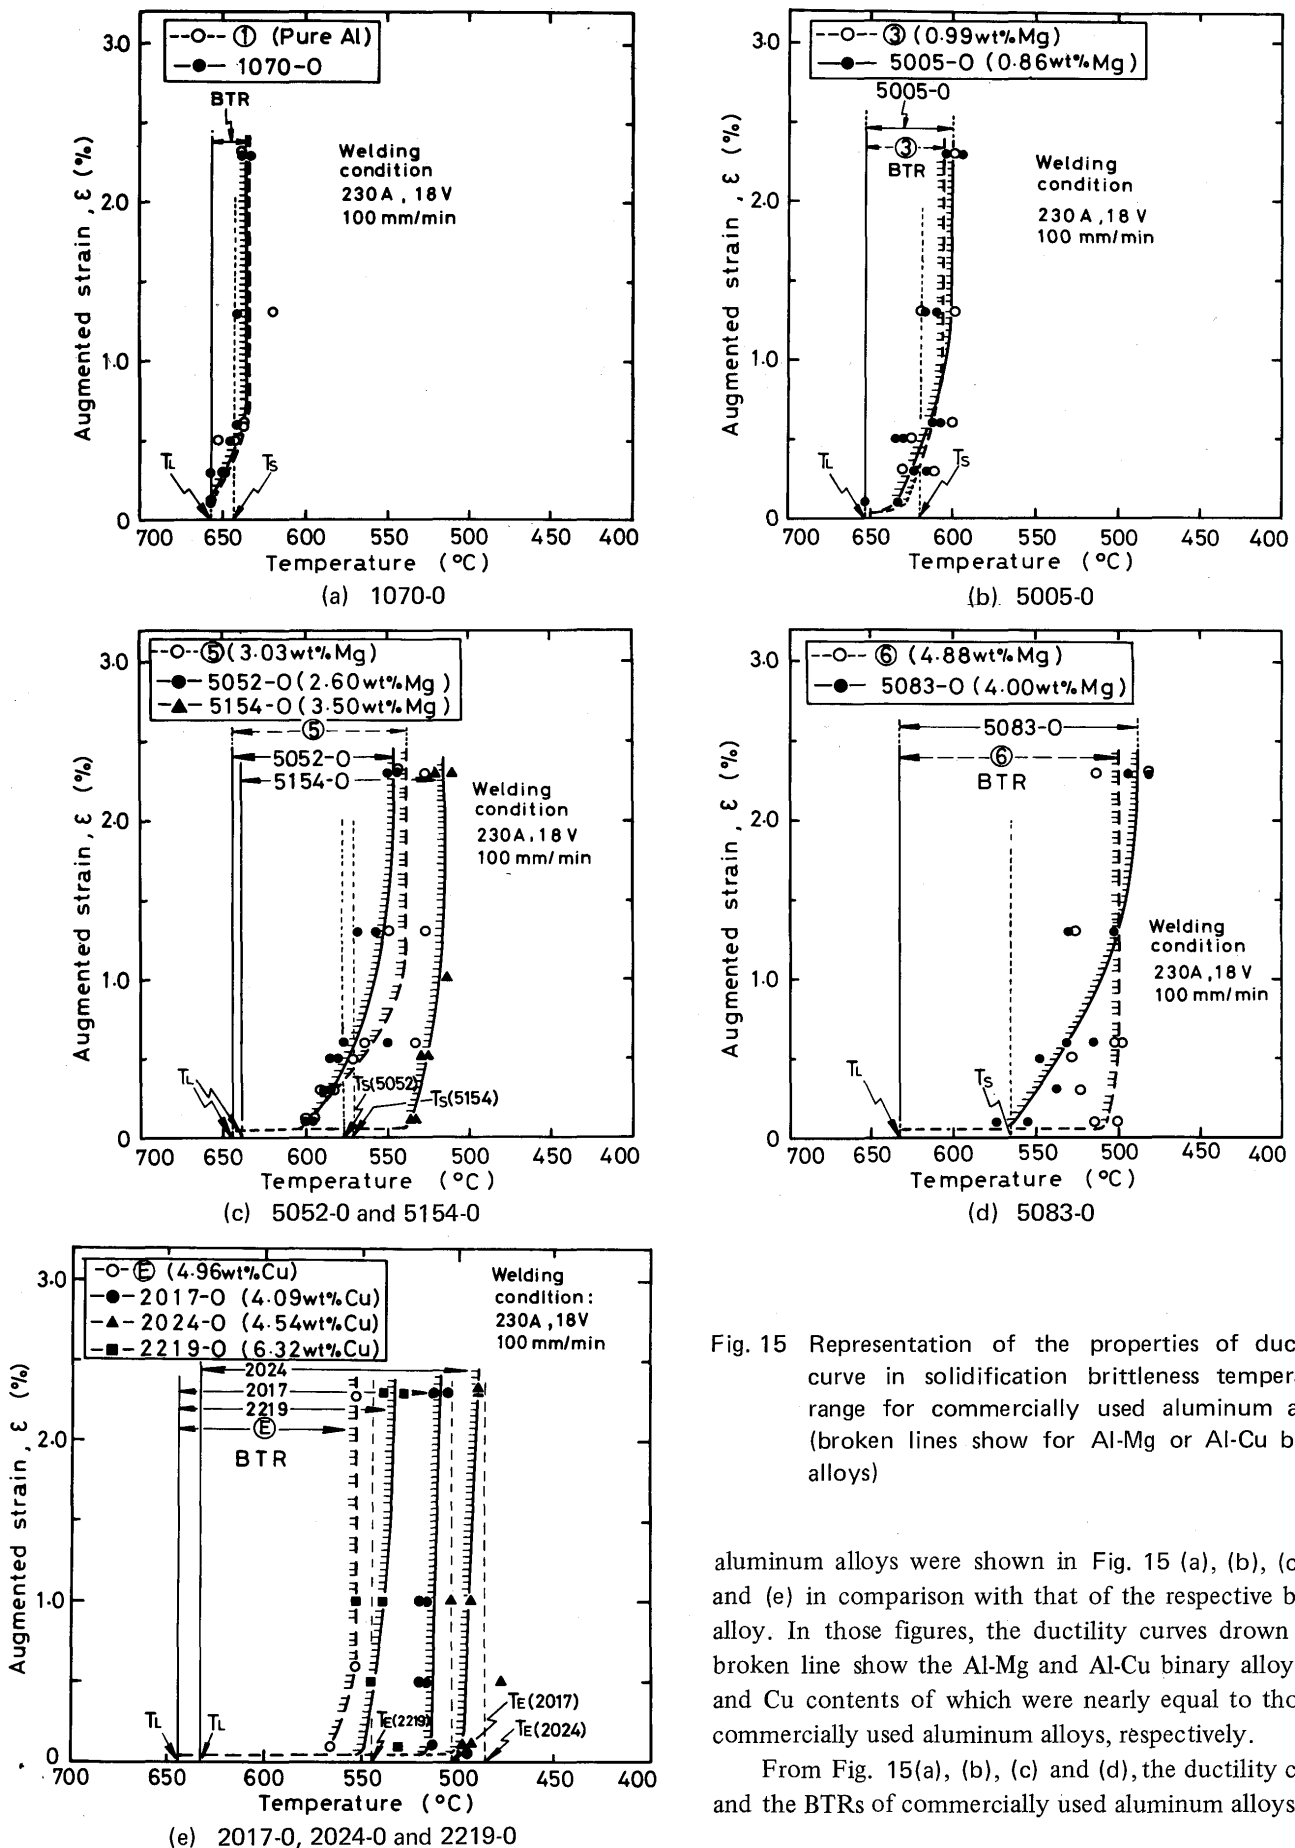 --o-- ① (Pure Al)
—●— 1070-O
BTR
Welding
condition
230 A , 18 V
100 mm/min
Augmented strain , ε (%)
3.0
2.0
1.0
0
TL
TS
700 650 600 550 500 450 400
Temperature (°C)
(a) 1070-0
--o-- ③ (0.99wt%Mg)
—●— 5005-O (0.86wt%Mg)
5005-O
③
BTR
Welding
condition
230 A ,18 V
100 mm/min
Augmented strain , ε (%)
3.0
2.0
1.0
0
TL
TS
700 650 600 550 500 450 400
Temperature (°C)
(b) 5005-0
--o-- ⑤ (3.03wt%Mg)
—●— 5052-O (2.60wt%Mg)
—▲— 5154-O (3.50wt%Mg)
⑤
5052-O
5154-O
Welding
condition
230A,18V
100 mm/min
Augmented strain , ε (%)
3.0
2.0
1.0
0
TL
TS(5052)
TS(5154)
700 650 600 550 500 450 400
Temperature (°C)
(c) 5052-0 and 5154-0
--o-- ⑥ (4.88wt%Mg)
—●— 5083-O (4.00wt%Mg)
5083-O
⑥
BTR
Welding
condition
230A,18V
100 mm/min
Augmented strain , ε (%)
3.0
2.0
1.0
0
TL
TS
700 650 600 550 500 450 400
Temperature (°C)
(d) 5083-0
-o- Ⓔ (4.96wt%Cu)
—●— 2017-O (4.09wt%Cu)
—▲— 2024-O (4.54wt%Cu)
—■— 2219-O (6.32wt%Cu)
2024
2017
2219
Ⓔ
BTR
Welding
condition:
230A, 18V
100 mm/min
Augmented strain , ε (%)
3.0
2.0
1.0
0
TL
TL
TE(2219)
TE(2017)
TE(2024)
700 650 600 550 500 450 400
Temperature (°C)
(e) 2017-0, 2024-0 and 2219-0
Fig. 15 Representation of the properties of duc
curve in solidification brittleness tempera
range for commercially used aluminum a
(broken lines show for Al-Mg or Al-Cu b
alloys)
aluminum alloys were shown in Fig. 15 (a), (b), (c
and (e) in comparison with that of the respective b
alloy. In those figures, the ductility curves drown
broken line show the Al-Mg and Al-Cu binary alloy
and Cu contents of which were nearly equal to tho
commercially used aluminum alloys, respectively.
From Fig. 15(a), (b), (c) and (d), the ductility c
and the BTRs of commercially used aluminum alloys